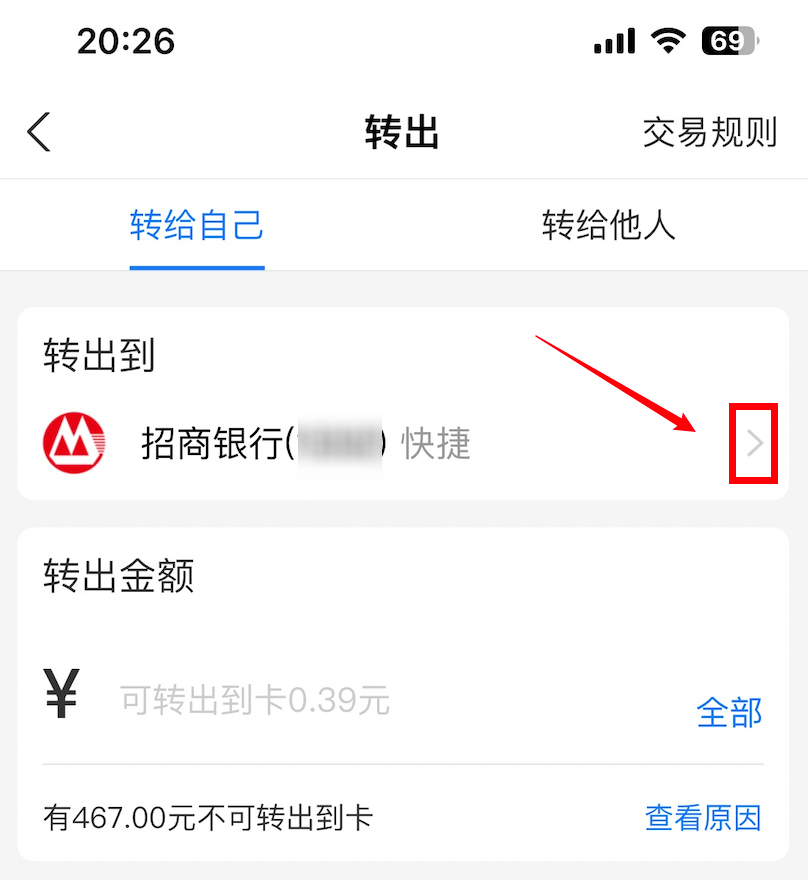 20:26 69
转出 交易规则
转给自己 转给他人
转出到
招商银行( ) 快捷
转出金额
¥ 可转出到卡0.39元 全部
有467.00元不可转出到卡 查看原因